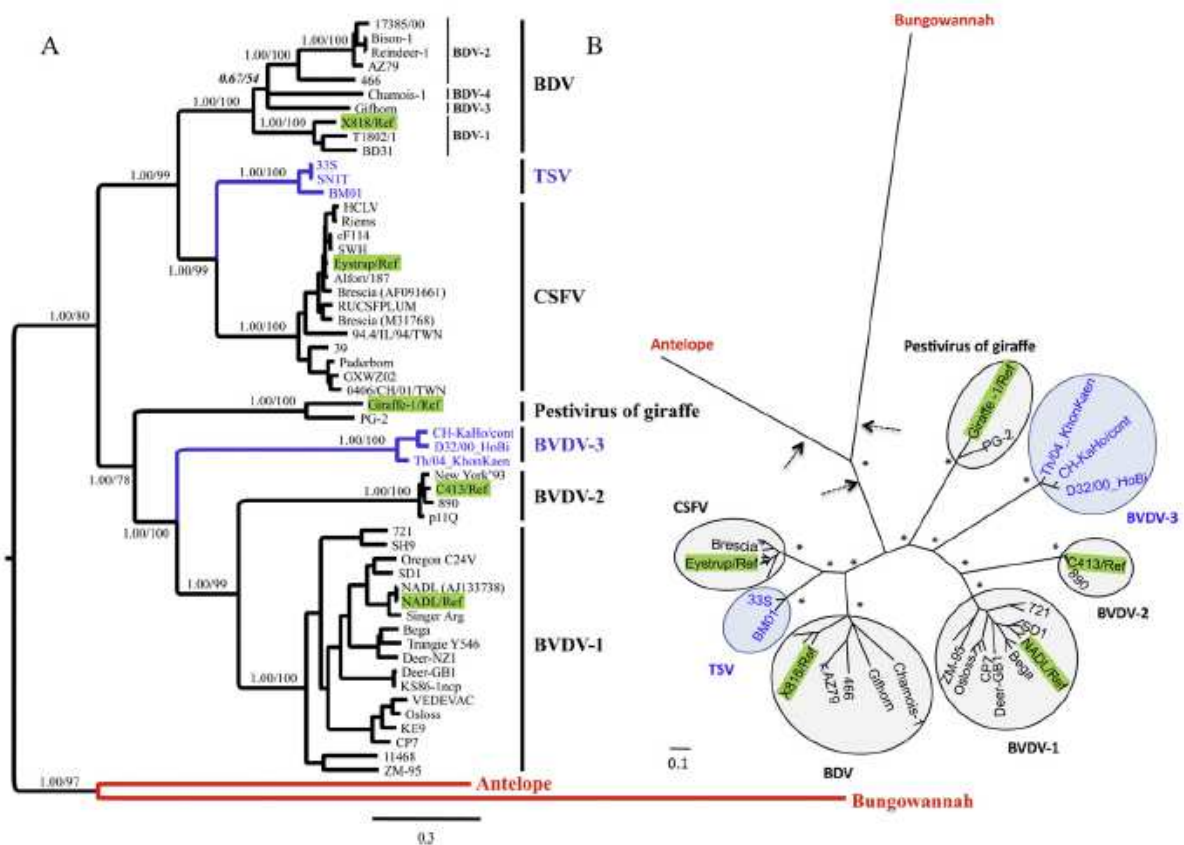 A
17385/00
Bison-1
Reindeer-1
AZ79
466
Chamois-1
Gifhorn
X818/Ref
T1802/1
BD31
BDV-2
BDV-4
BDV-3
BDV-1
BDV
1.00/100
1.00/100
0.67/54
1.00/100
1.00/100
33S
SN1T
BM01
TSV
1.00/100
1.00/99
HCLV
Riems
eF114
SWH
Eystrup/Ref
Alfort/187
Brescia (AF091661)
RUCSFPLUM
Brescia (M31768)
94.4/IL/94/TWN
39
Paderborn
GXWZ02
0406/CH/01/TWN
CSFV
1.00/99
1.00/100
1.00/80
Giraffe-1/Ref
PG-2
Pestivirus of giraffe
1.00/100
CH-KaHo/cont
D32/00_HoBi
Th/04_KhonKaen
BVDV-3
1.00/100
1.00/78
New York'93
C413/Ref
890
p11Q
BVDV-2
1.00/100
1.00/100
1.00/99
721
SH9
Oregon C24V
SD1
NADL (AJ133738)
NADL/Ref
Singer Arg
Bega
Trangie Y546
Deer-NZ1
Deer-GB1
KS86-1ncp
VEDEVAC
Osloss
KE9
CP7
11468
ZM-95
BVDV-1
1.00/100
1.00/97
Antelope
Bungowannah
0.3
B
Bungowannah
Antelope
Pestivirus of giraffe
Giraffe -1/Ref
PG-2
Th/04_KhonKaen
CH-KaHo/cont
D32/00_HoBi
BVDV-3
CSFV
Brescia
Eystrup/Ref
33S
BM01
TSV
C413/Ref
890
BVDV-2
X818/Ref
AZ79
466
Gifhorn
Chamois-1
BDV
ZM-95
Osloss
CP7
Deer-GB1
Bega
NADL/Ref
SD1
721
BVDV-1
0.1